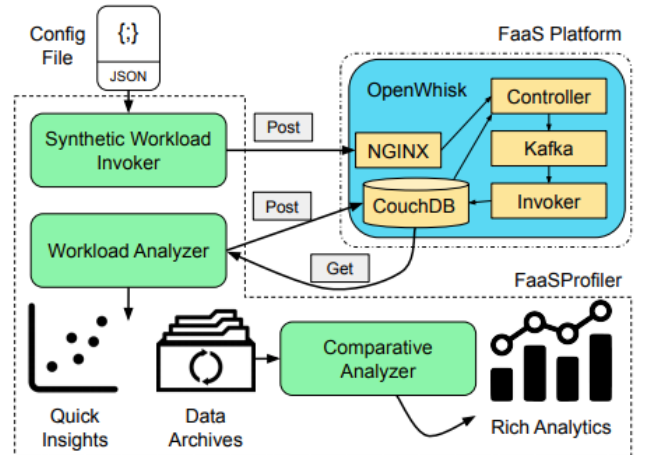 Config
File
{;}
JSON
FaaS Platform
OpenWhisk
Controller
Synthetic Workload
Invoker
Post
NGINX
Kafka
Post
CouchDB
Invoker
Workload Analyzer
Get
FaaSProfiler
Comparative
Analyzer
Quick
Insights
Data
Archives
Rich Analytics